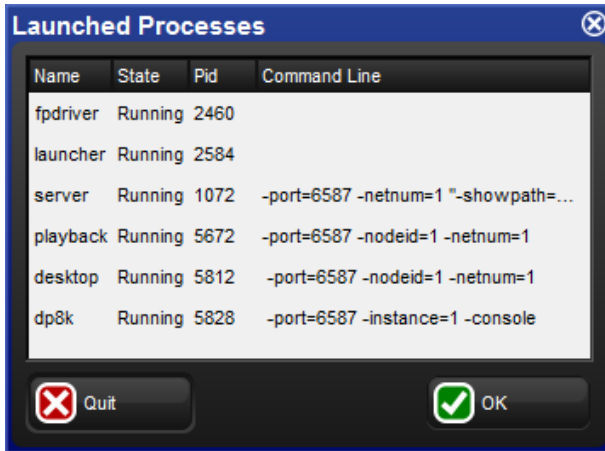 Launched Processes
Name State Pid Command Line
fpdriver Running 2460
launcher Running 2584
server Running 1072 -port=6587 -netnum=1 "-showpath=...
playback Running 5672 -port=6587 -nodeid=1 -netnum=1
desktop Running 5812 -port=6587 -nodeid=1 -netnum=1
dp8k Running 5828 -port=6587 -instance=1 -console
Quit OK